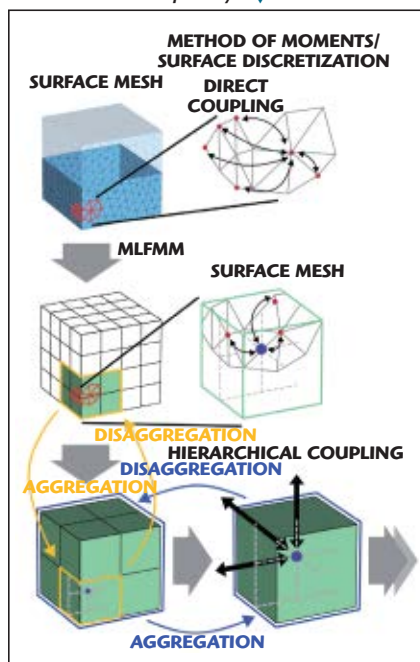 METHOD OF MOMENTS/
SURFACE DISCRETIZATION
SURFACE MESH
DIRECT
COUPLING
MLFMM
SURFACE MESH
DISAGGREGATION
HIERARCHICAL COUPLING
DISAGGREGATION
AGGREGATION
AGGREGATION